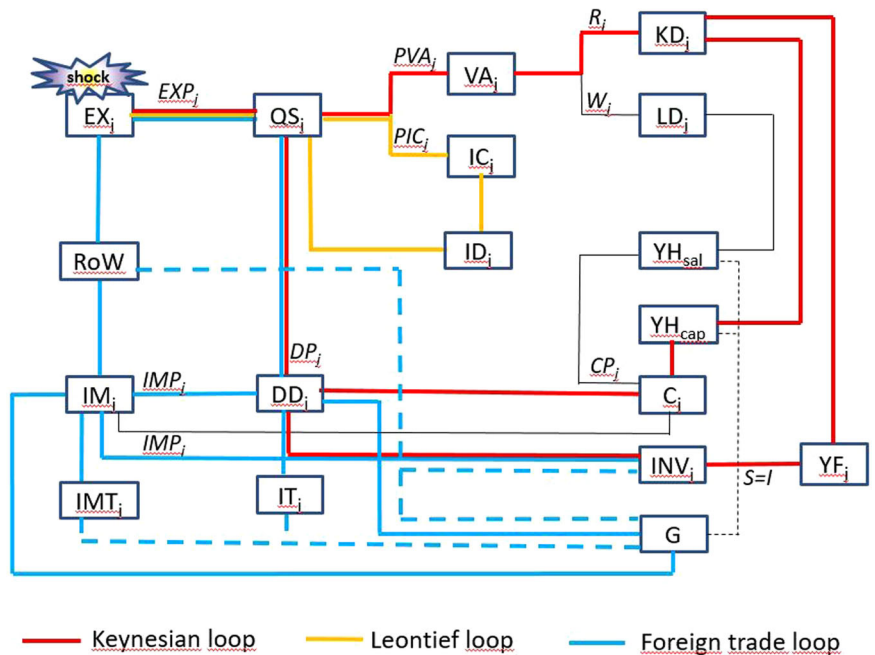 R_j
KD_j
PVA_j
VA_j
shock
EXP_j
W_j
EX_j
QS_j
LD_j
PIC_j
IC_j
RoW
ID_j
YH_sal
YH_cap
DP_j
CP_j
IMP_j
IM_j
DD_j
C_j
IMP_j
INV_j
S=I
YF_j
IMT_j
IT_j
G
Keynesian loop
Leontief loop
Foreign trade loop